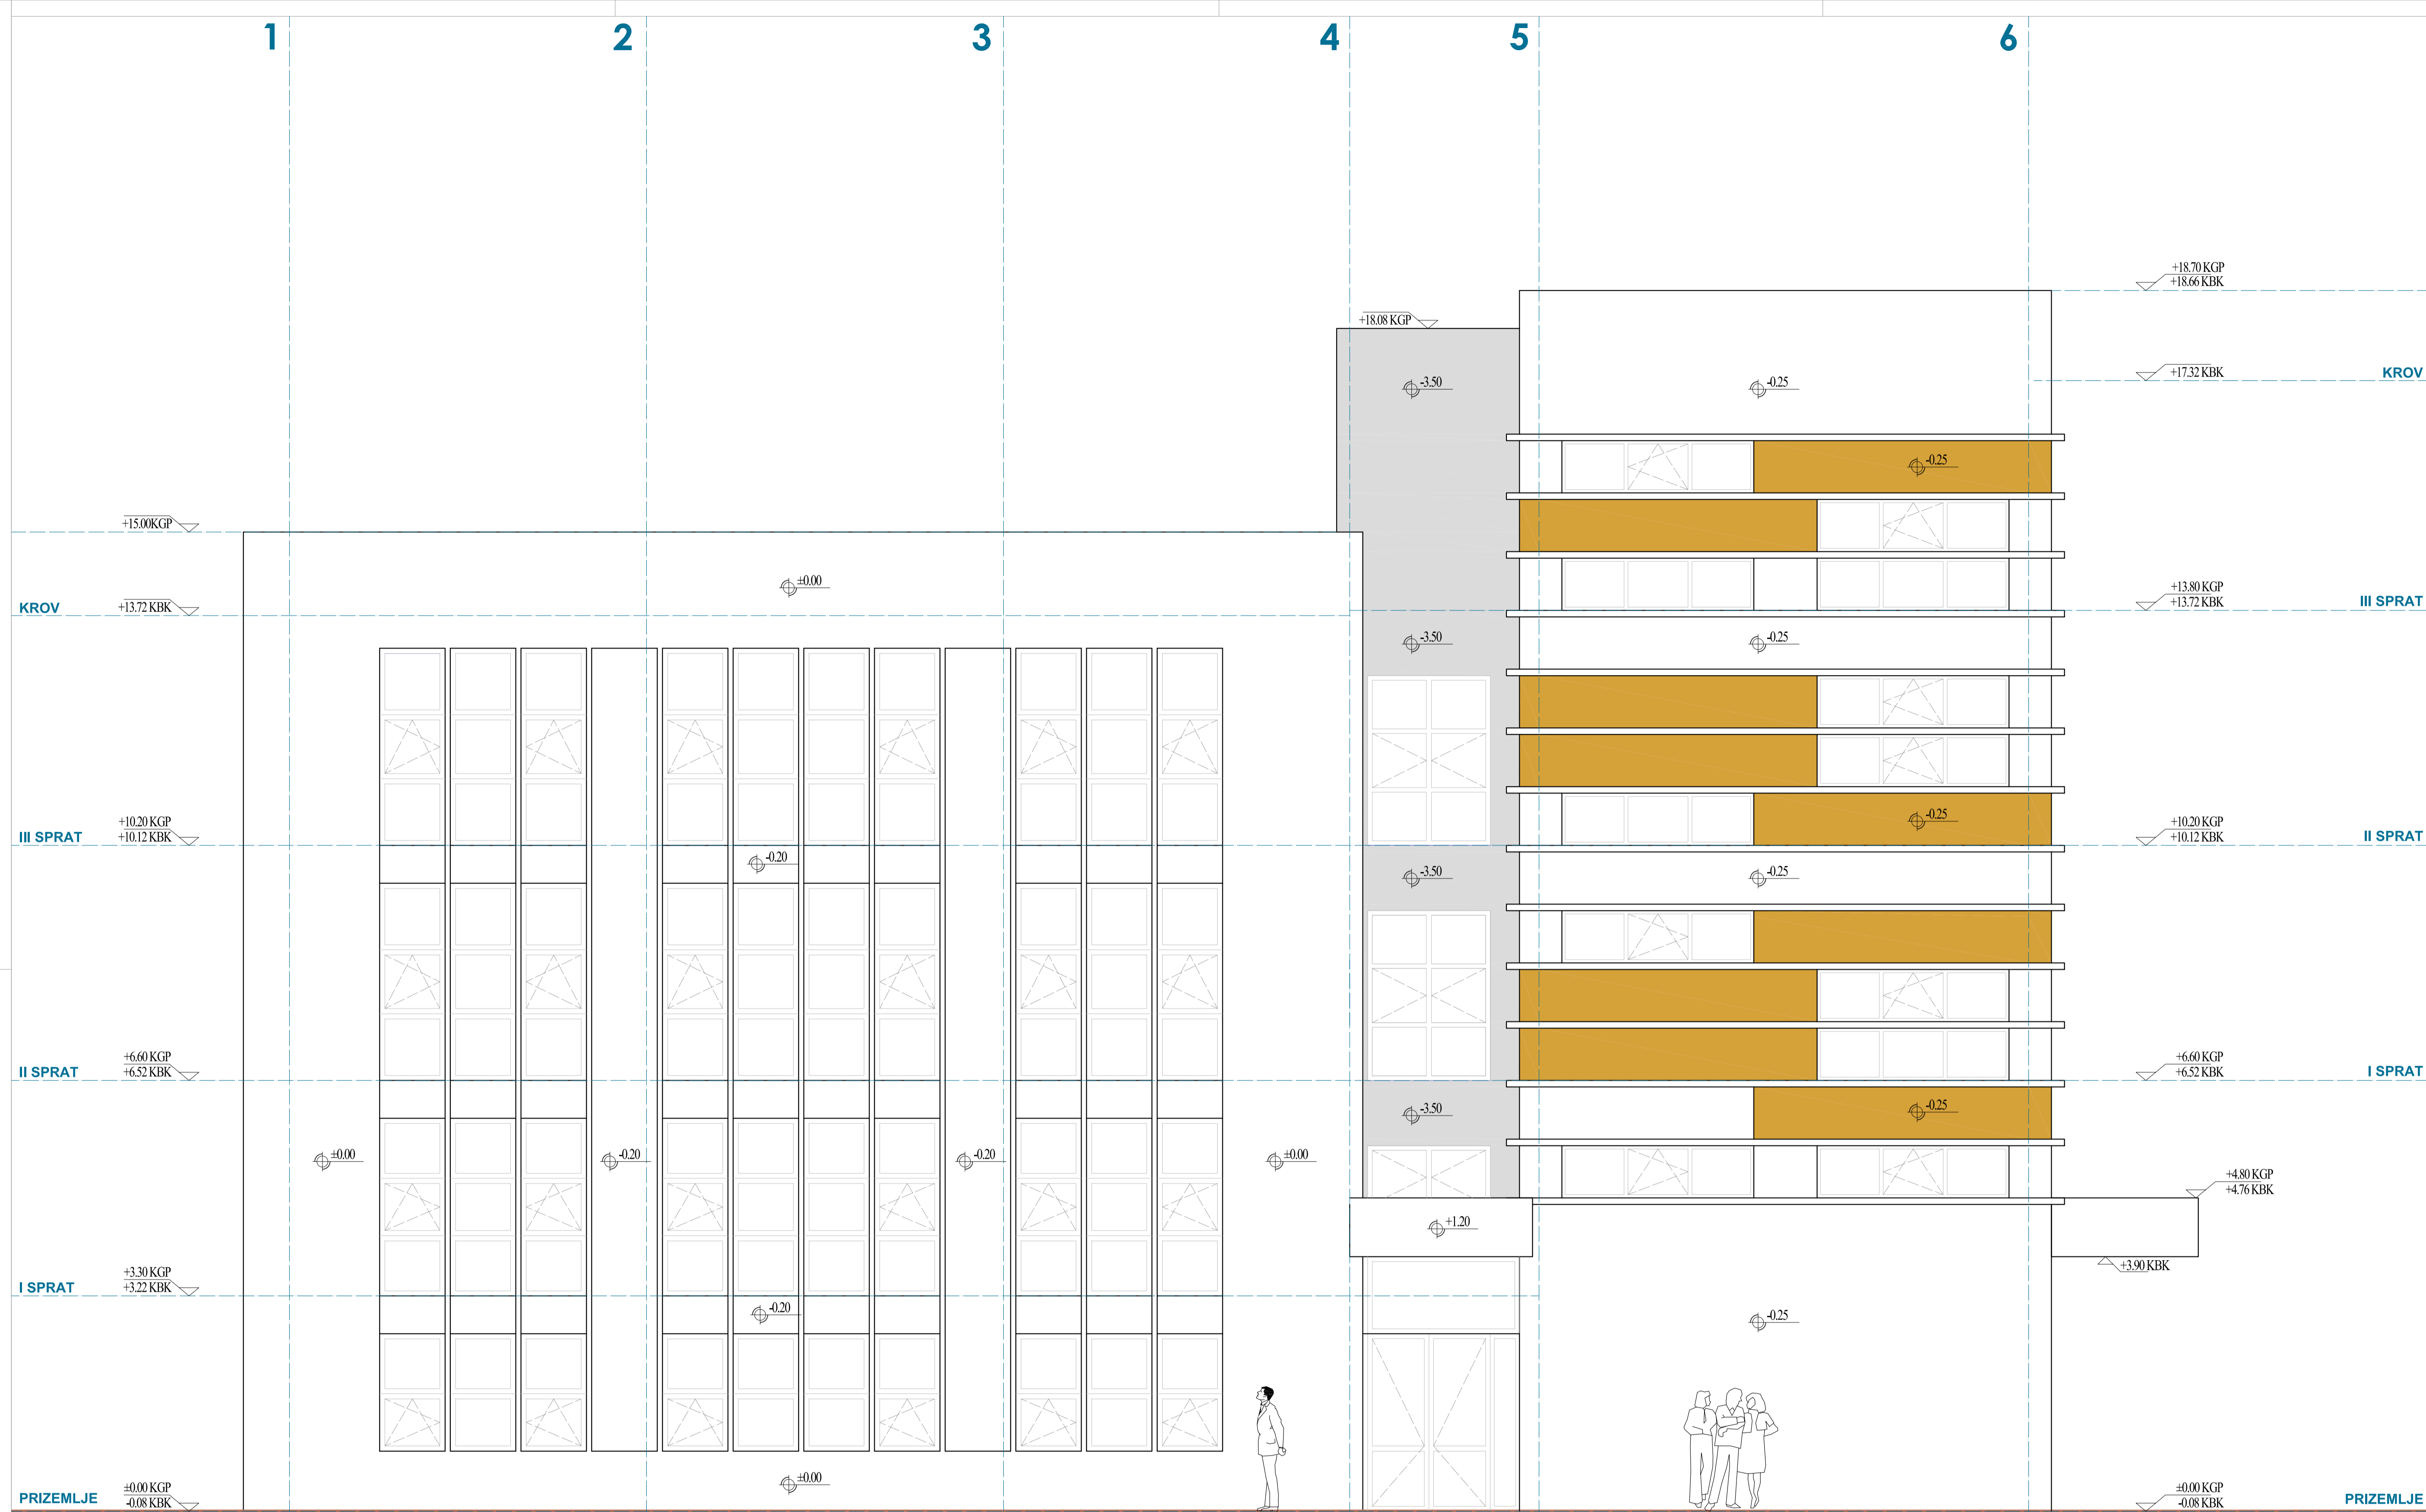 1 2 3 4 5 6
+18.70 KGP
+18.66 KBK
+18.08 KGP
+17.32 KBK KROV
-3.50 -0.25
-0.25
+15.00KGP
±0.00
+13.80 KGP
KROV +13.72 KBK +13.72 KBK III SPRAT
-3.50 -0.25
+10.20 KGP -0.25 +10.20 KGP
III SPRAT +10.12 KBK +10.12 KBK II SPRAT
-0.20
-3.50 -0.25
+6.60 KGP +6.60 KGP
II SPRAT +6.52 KBK +6.52 KBK I SPRAT
-3.50 -0.25
±0.00 -0.20 -0.20 ±0.00
+4.80 KGP
+4.76 KBK
+1.20
+3.90 KBK
+3.30 KGP
I SPRAT +3.22 KBK
-0.20
-0.25
±0.00
±0.00 KGP ±0.00 KGP
PRIZEMLJE -0.08 KBK -0.08 KBK PRIZEMLJE